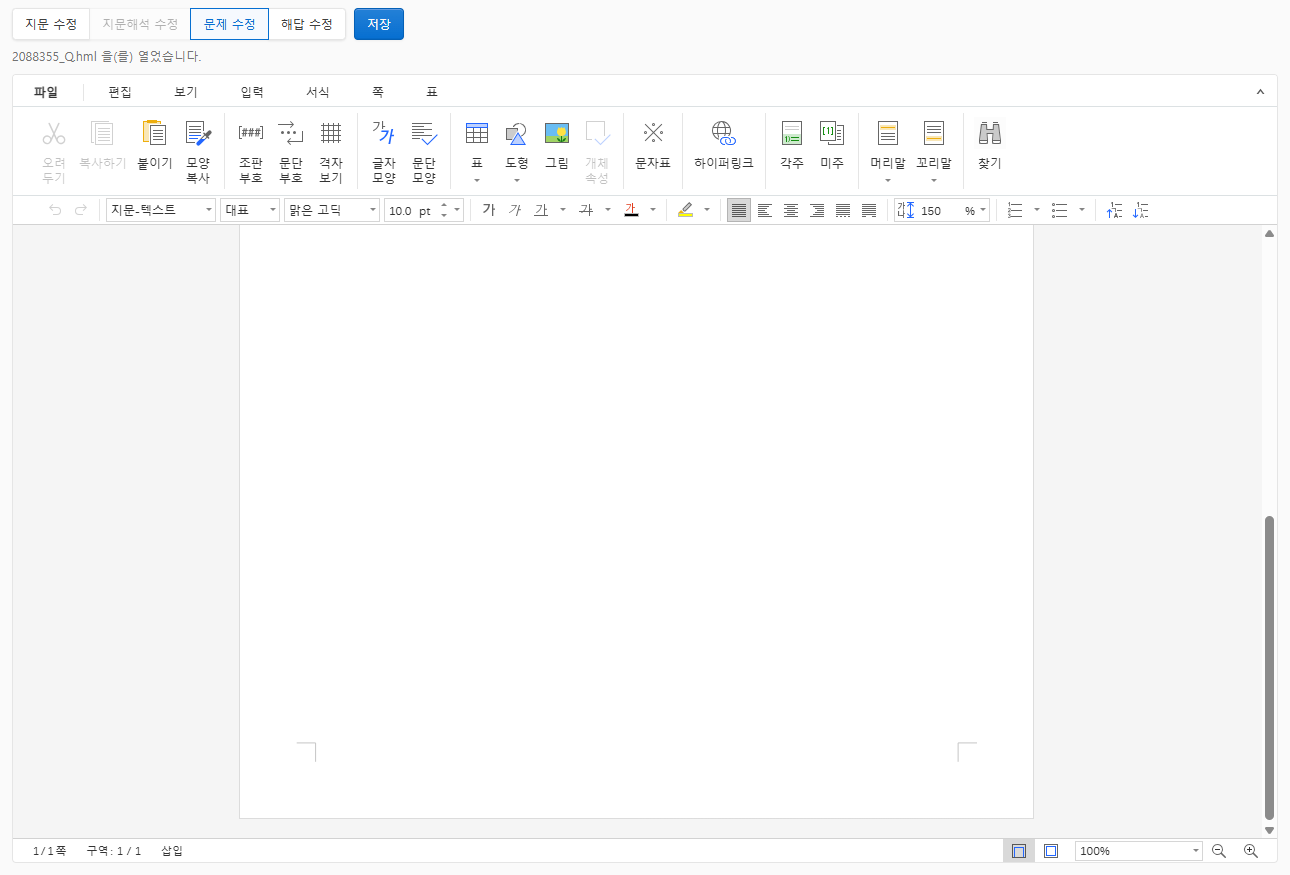 지문 수정 지문해석 수정 문제 수정 해답 수정 저장
2088355_Q.hml 을(를) 열었습니다.
파일 편집 보기 입력 서식 쪽 표
오려 두기 복사하기 붙이기 모양 복사 조판 부호 문단 부호 격자 보기 글자 모양 문단 모양 표 도형 그림 개체 속성 문자표 하이퍼링크 각주 미주 머리말 꼬리말 찾기
지문-텍스트 대표 맑은 고딕 10.0 pt 가 가 가 가 가 150 %
1/1쪽 구역: 1 / 1 삽입 100%